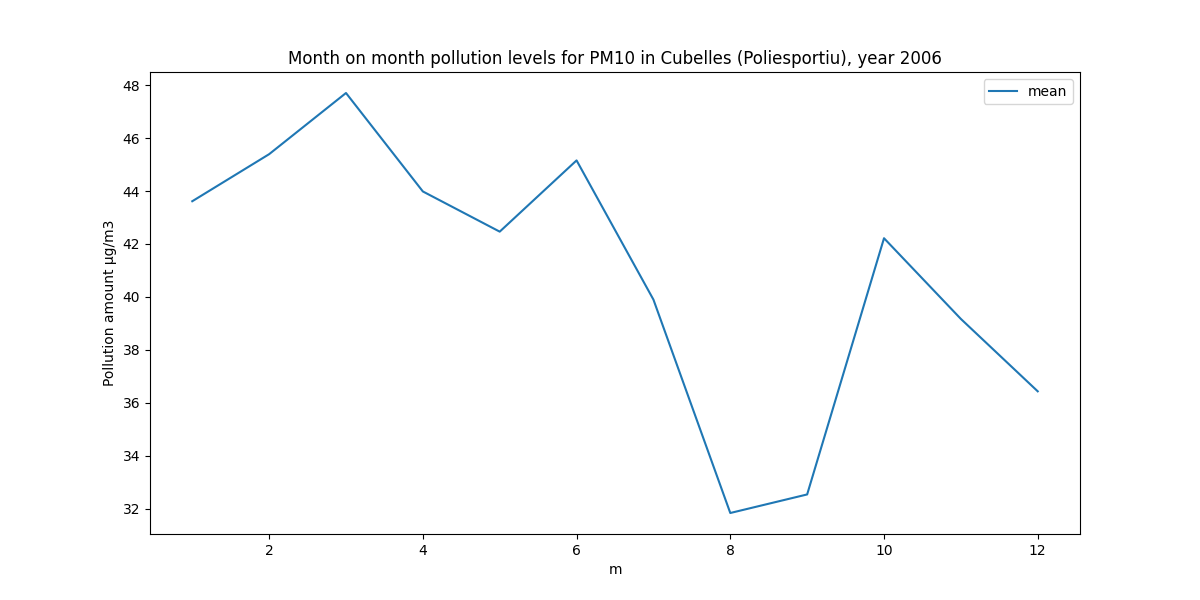 Month on month pollution levels for PM10 in Cubelles (Poliesportiu), year 2006
mean
Pollution amount µg/m3
48
46
44
42
40
38
36
34
32
2 4 6 8 10 12
m